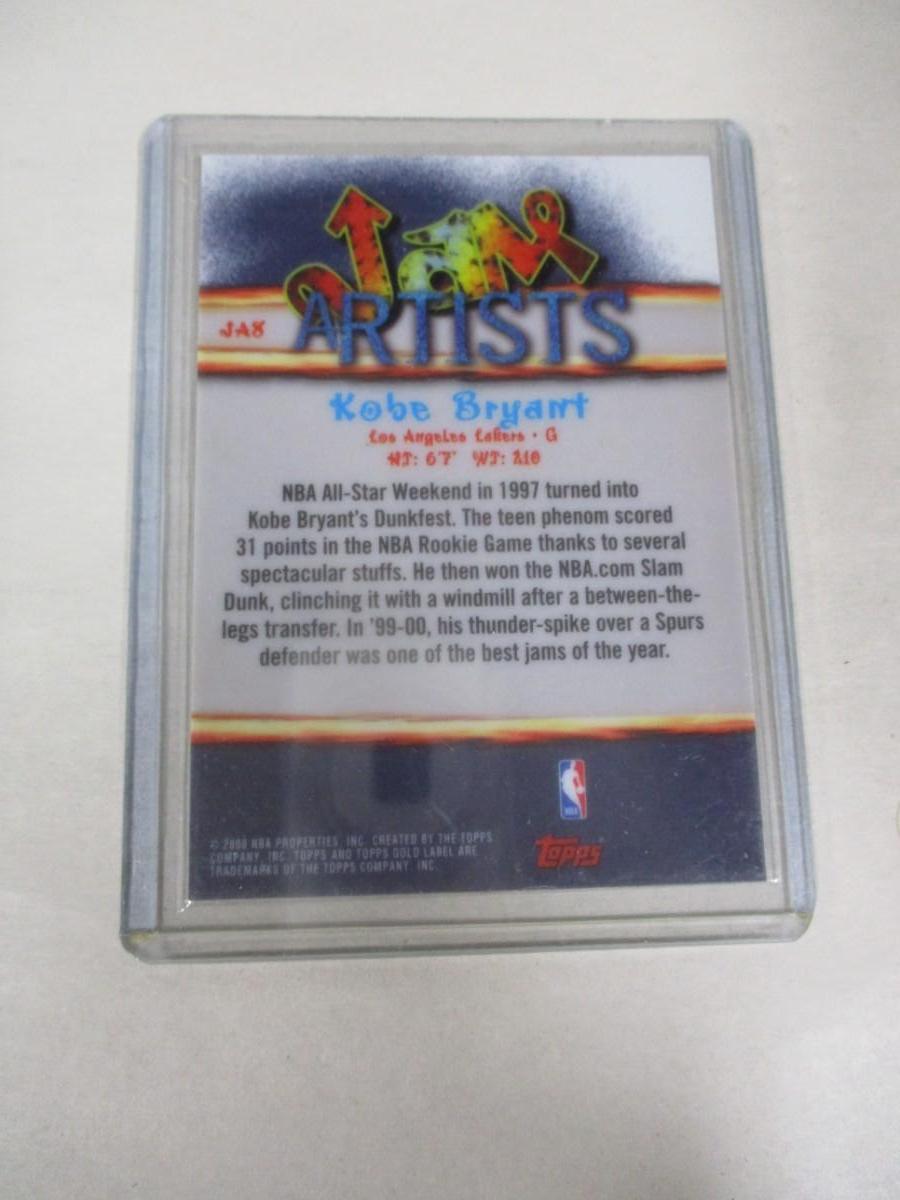 Jam
ARTISTS
JA8
Kobe Bryant
Los Angeles Lakers · G
HT: 6'7" WT: 210
NBA All-Star Weekend in 1997 turned into
Kobe Bryant's Dunkfest. The teen phenom scored
31 points in the NBA Rookie Game thanks to several
spectacular stuffs. He then won the NBA.com Slam
Dunk, clinching it with a windmill after a between-the-
legs transfer. In '99-00, his thunder-spike over a Spurs
defender was one of the best jams of the year.
NBA
Topps
© 2000 NBA PROPERTIES, INC. CREATED BY THE TOPPS
COMPANY, INC. TOPPS AND TOPPS GOLD LABEL ARE
TRADEMARKS OF THE TOPPS COMPANY, INC.